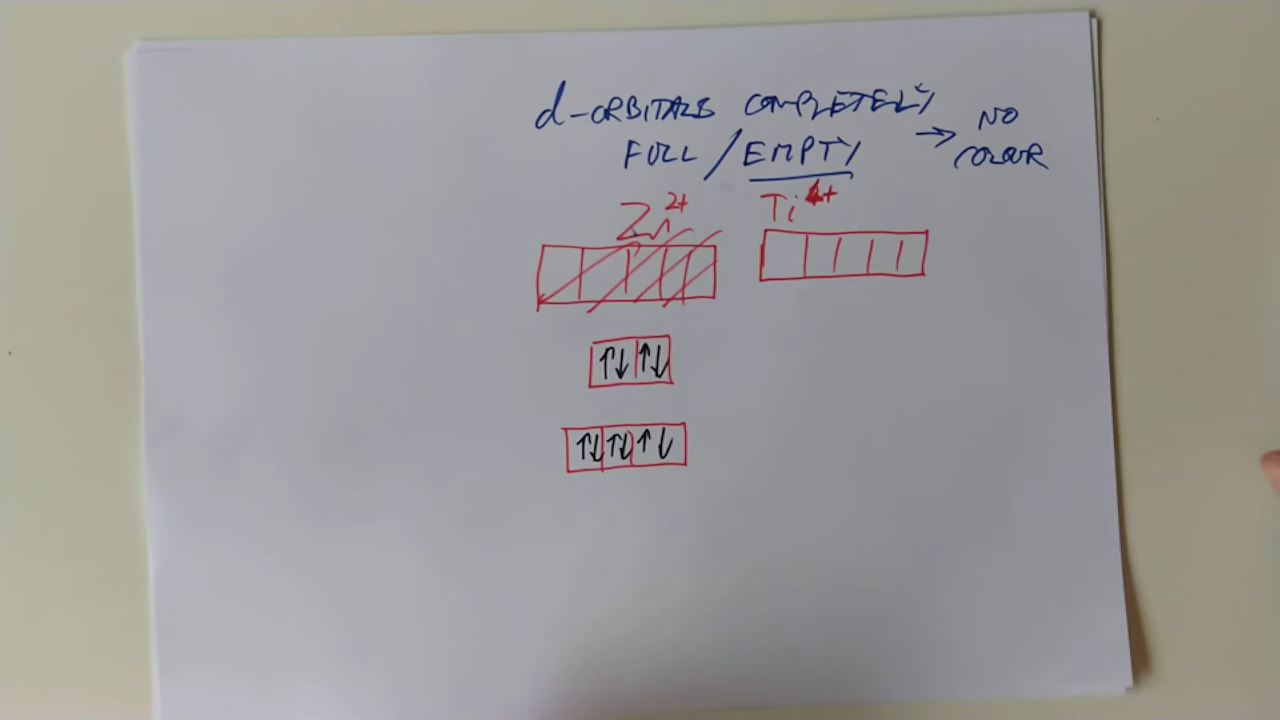 d-ORBITALS COMPLETELY
FULL / EMPTY → NO COLOUR
Zn2+ Ti4+
↑↓ ↑↓
↑↓ ↑↓ ↑↓